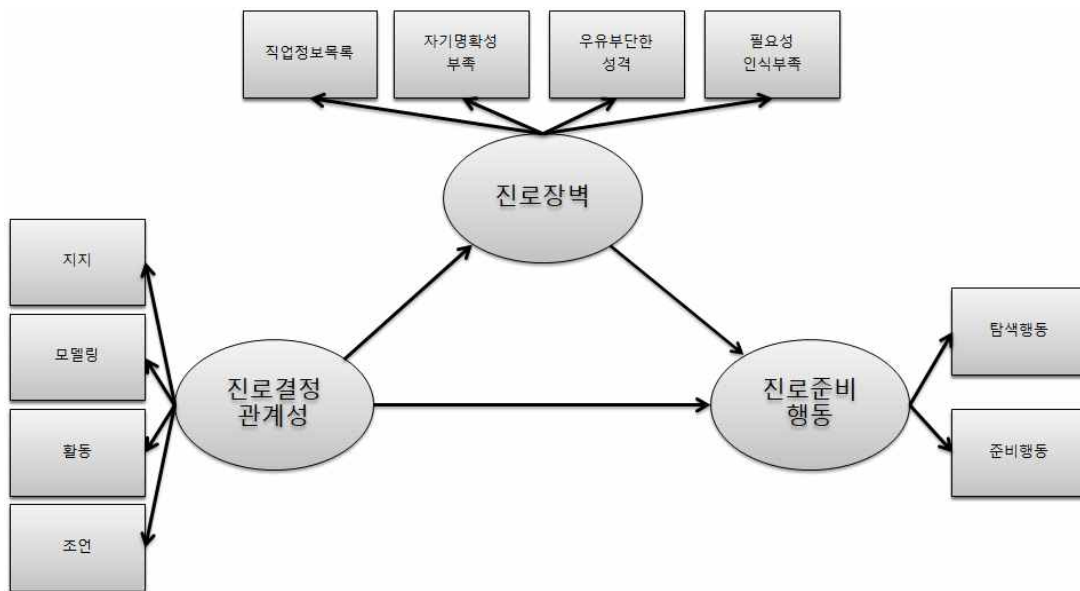 직업정보목록
자기명확성
부족
우유부단한
성격
필요성
인식부족
진로장벽
지지
모델링
활동
조언
진로결정
관계성
진로준비
행동
탐색행동
준비행동